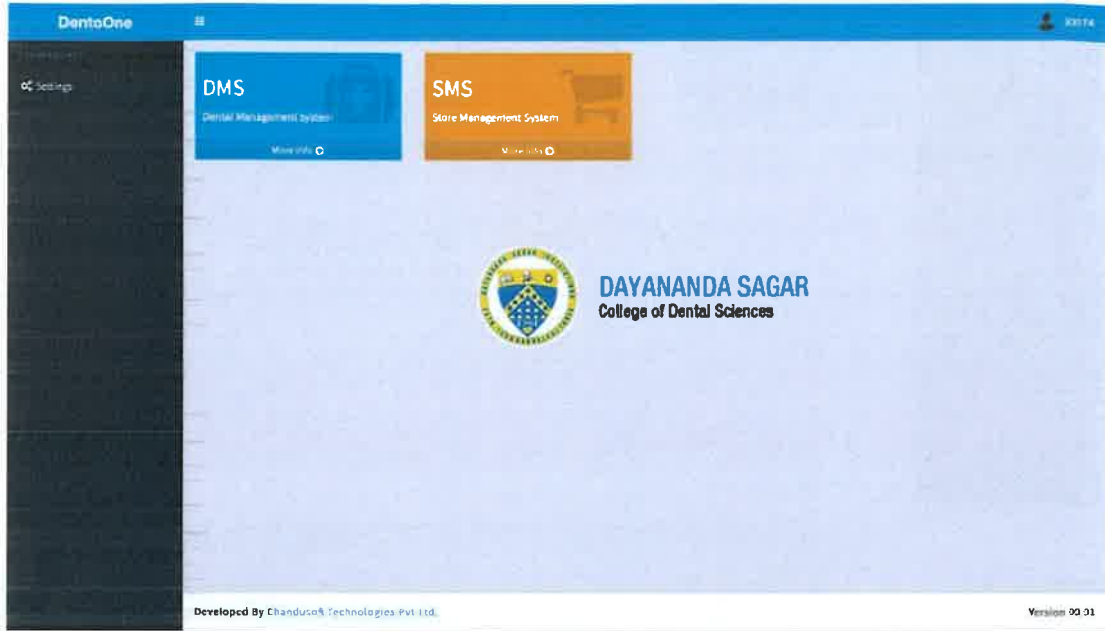 DentoOne
Settings
DMS
Dental Management System
More info
SMS
Store Management System
More info
DAYANANDA SAGAR
College of Dental Sciences
Developed By Chandusoft Technologies Pvt Ltd.
Version 00.01